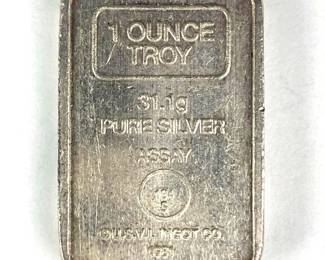 1 OUNCE
TROY
31.1g
PURE SILVER
ASSAY
INGOT CO.